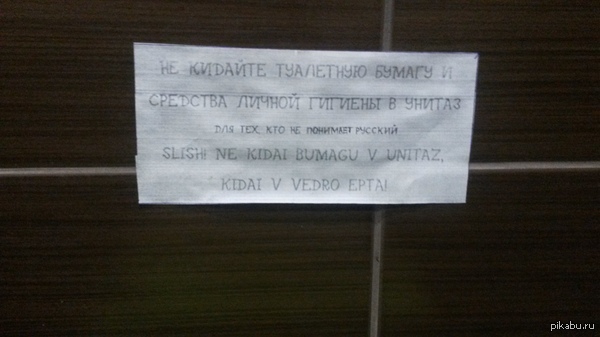 НЕ КИДАЙТЕ ТУАЛЕТНУЮ БУМАГУ И
СРЕДСТВА ЛИЧНОЙ ГИГИЕНЫ В УНИТАЗ
ДЛЯ ТЕХ, КТО НЕ ПОНИМАЕТ РУССКИЙ
SLISH! NE KIDAI BUMAGU V UNITAZ,
KIDAI V VEDRO EPTA!
pikabu.ru